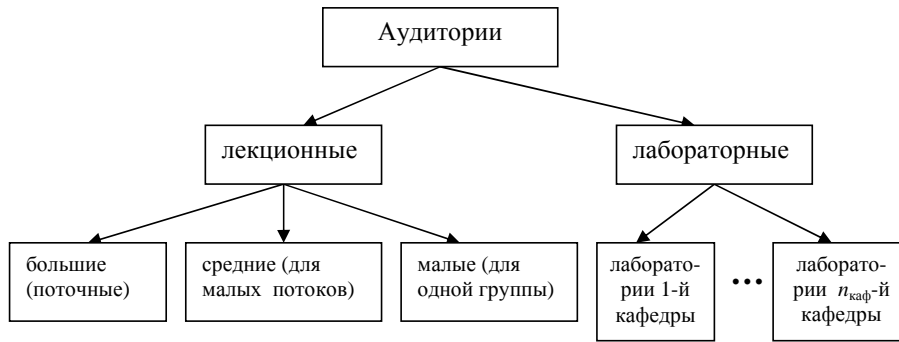 Аудитории
лекционные
лабораторные
большие
(поточные)
средние (для
малых потоков)
малые (для
одной группы)
лаборато-
рии 1-й
кафедры
...
лаборато-
рии nкаф-й
кафедры